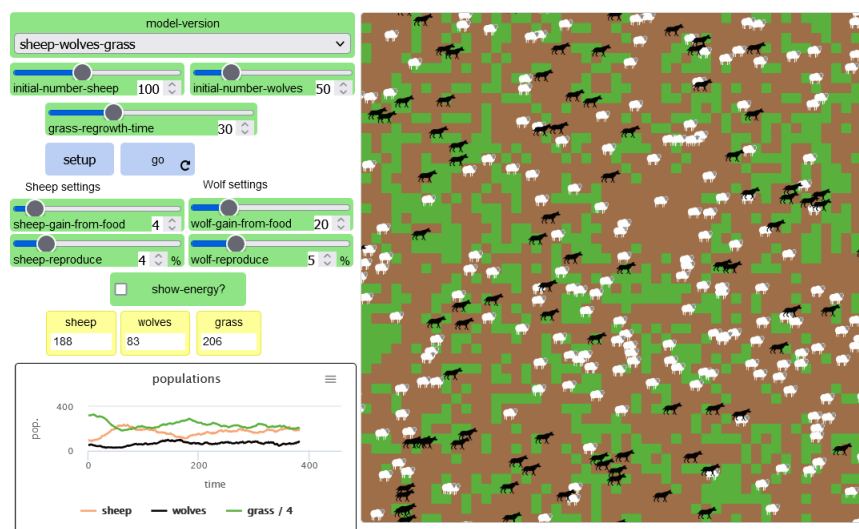 model-version
sheep-wolves-grass
initial-number-sheep 100
initial-number-wolves 50
grass-regrowth-time 30
setup
go
Sheep settings
Wolf settings
sheep-gain-from-food 4
wolf-gain-from-food 20
sheep-reproduce 4 %
wolf-reproduce 5 %
show-energy?
sheep
wolves
grass
188
83
206
populations
400
pop.
0
0
200
400
time
sheep
wolves
grass / 4